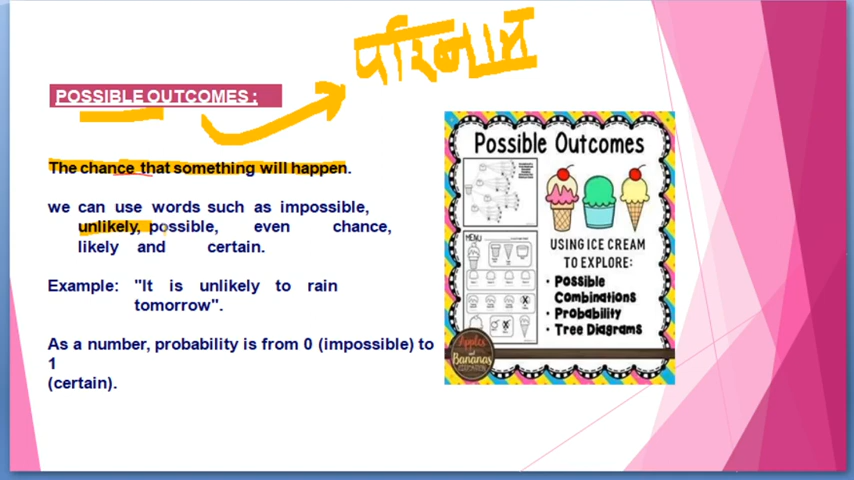 परिनाम
POSSIBLE OUTCOMES :
The chance that something will happen.
we can use words such as impossible,
unlikely, possible, even chance,
likely and certain.
Example: "It is unlikely to rain
tomorrow".
As a number, probability is from 0 (impossible) to
1
(certain).
Possible Outcomes
MENU
USING ICE CREAM
TO EXPLORE:
• Possible
Combinations
• Probability
• Tree Diagrams
Apples
and
Bananas
EDUCATION